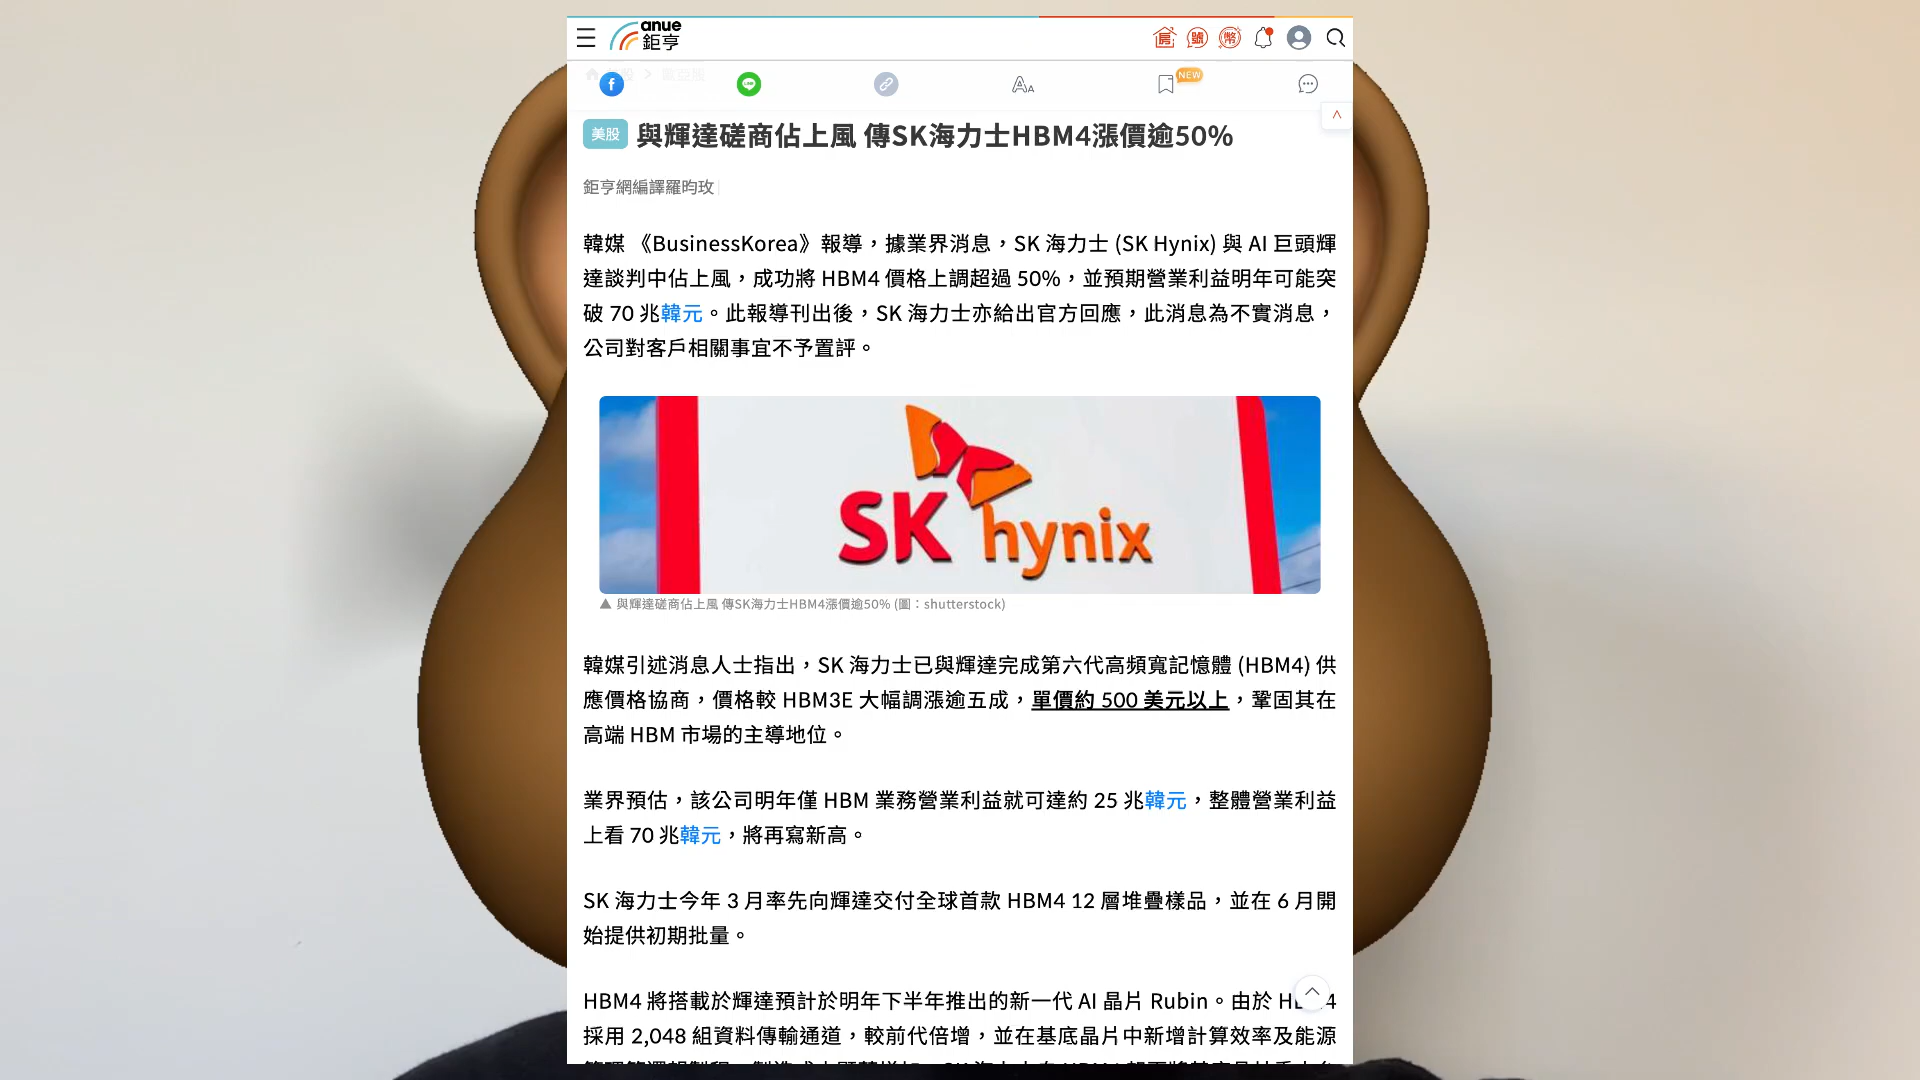 anue
鉅亨
房
號
幣
NEW
美股 與輝達磋商佔上風 傳SK海力士HBM4漲價逾50%
鉅亨網編譯羅昀玫
韓媒 《BusinessKorea》報導，據業界消息，SK 海力士 (SK Hynix) 與 AI 巨頭輝
達談判中佔上風，成功將 HBM4 價格上調超過 50%，並預期營業利益明年可能突
破 70 兆韓元。此報導刊出後，SK 海力士亦給出官方回應，此消息為不實消息，
公司對客戶相關事宜不予置評。
SK hynix
▲ 與輝達磋商佔上風 傳SK海力士HBM4漲價逾50% (圖：shutterstock)
韓媒引述消息人士指出，SK 海力士已與輝達完成第六代高頻寬記憶體 (HBM4) 供
應價格協商，價格較 HBM3E 大幅調漲逾五成，單價約 500 美元以上，鞏固其在
高端 HBM 市場的主導地位。
業界預估，該公司明年僅 HBM 業務營業利益就可達約 25 兆韓元，整體營業利益
上看 70 兆韓元，將再寫新高。
SK 海力士今年 3 月率先向輝達交付全球首款 HBM4 12 層堆疊樣品，並在 6 月開
始提供初期批量。
HBM4 將搭載於輝達預計於明年下半年推出的新一代 AI 晶片 Rubin。由於 HBM4
採用 2,048 組資料傳輸通道，較前代倍增，並在基底晶片中新增計算效率及能源